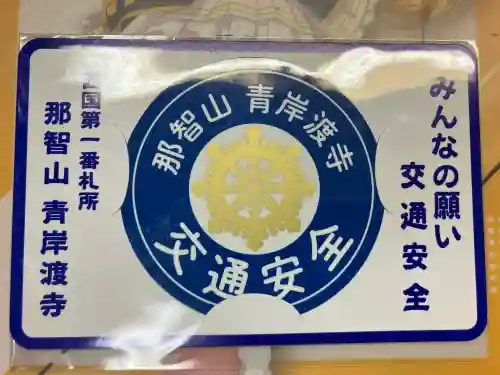 みんなの願い
交通安全
那智山 青岸渡寺
交通安全
国第一番札所
那智山 青岸渡寺